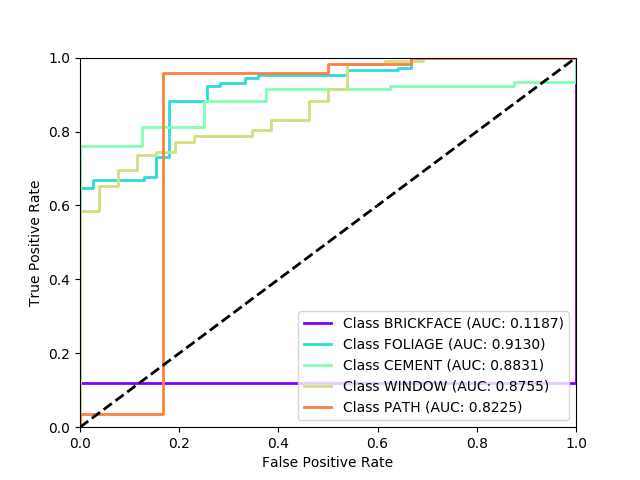 1.0
0.8
0.6
0.4
0.2
0.0
True Positive Rate
Class BRICKFACE (AUC: 0.1187)
Class FOLIAGE (AUC: 0.9130)
Class CEMENT (AUC: 0.8831)
Class WINDOW (AUC: 0.8755)
Class PATH (AUC: 0.8225)
0.0 0.2 0.4 0.6 0.8 1.0
False Positive Rate